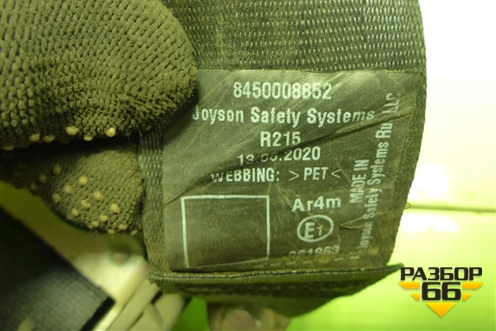 8450008852
Joyson Safety Systems
R215
WEBBING: >PET<
Ar4m
E1
MADE IN
Joyson Safety Systems Ru LLC
РАЗБОР
66